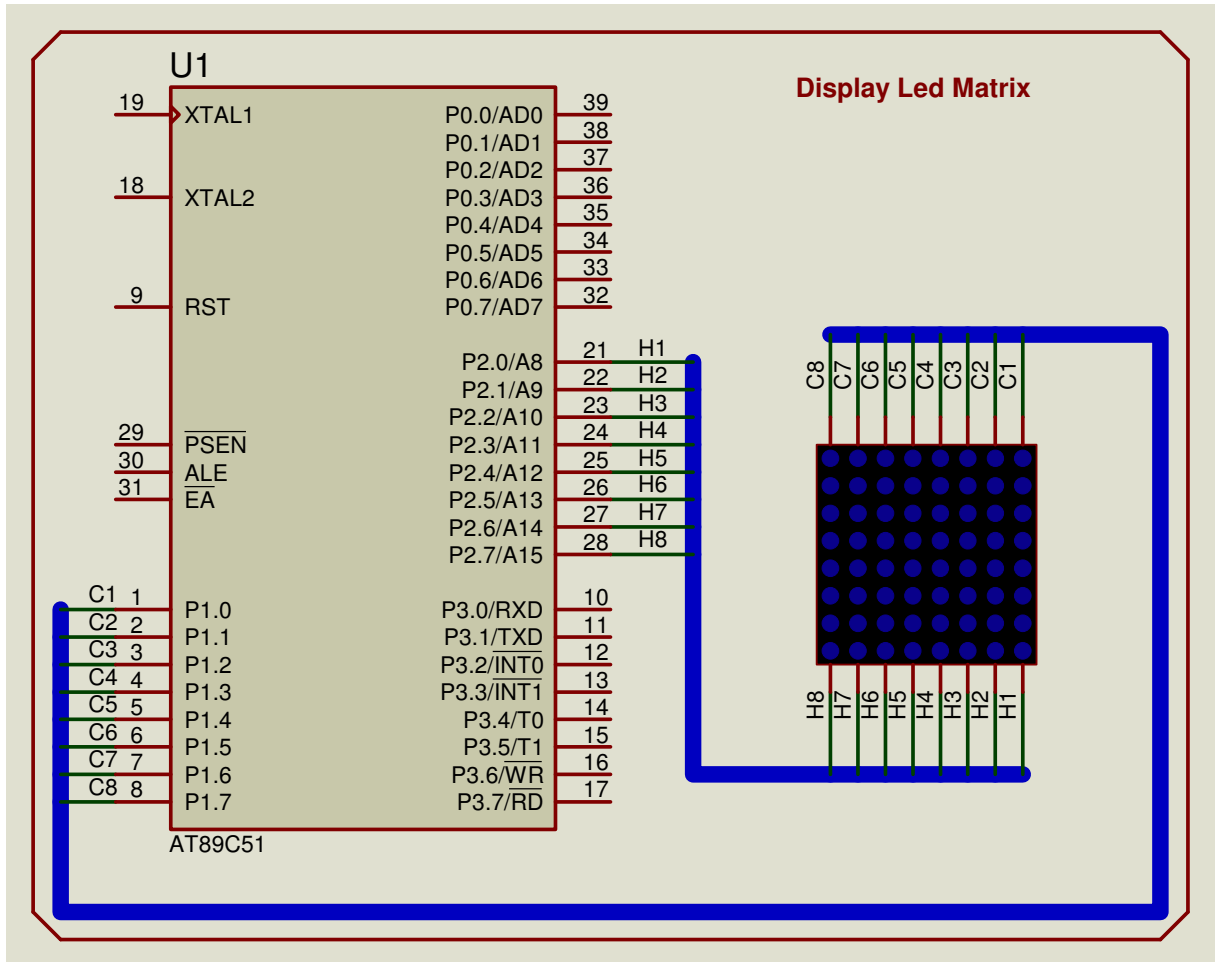 U1
Display Led Matrix
19 XTAL1 P0.0/AD0 39
P0.1/AD1 38
P0.2/AD2 37
18 XTAL2 P0.3/AD3 36
P0.4/AD4 35
P0.5/AD5 34
P0.6/AD6 33
9 RST P0.7/AD7 32
P2.0/A8 21 H1
P2.1/A9 22 H2
P2.2/A10 23 H3
29 PSEN P2.3/A11 24 H4
30 ALE P2.4/A12 25 H5
31 EA P2.5/A13 26 H6
P2.6/A14 27 H7
P2.7/A15 28 H8
C1 1 P1.0 P3.0/RXD 10
C2 2 P1.1 P3.1/TXD 11
C3 3 P1.2 P3.2/INT0 12
C4 4 P1.3 P3.3/INT1 13
C5 5 P1.4 P3.4/T0 14
C6 6 P1.5 P3.5/T1 15
C7 7 P1.6 P3.6/WR 16
C8 8 P1.7 P3.7/RD 17
AT89C51
C8 C7 C6 C5 C4 C3 C2 C1
H8 H7 H6 H5 H4 H3 H2 H1